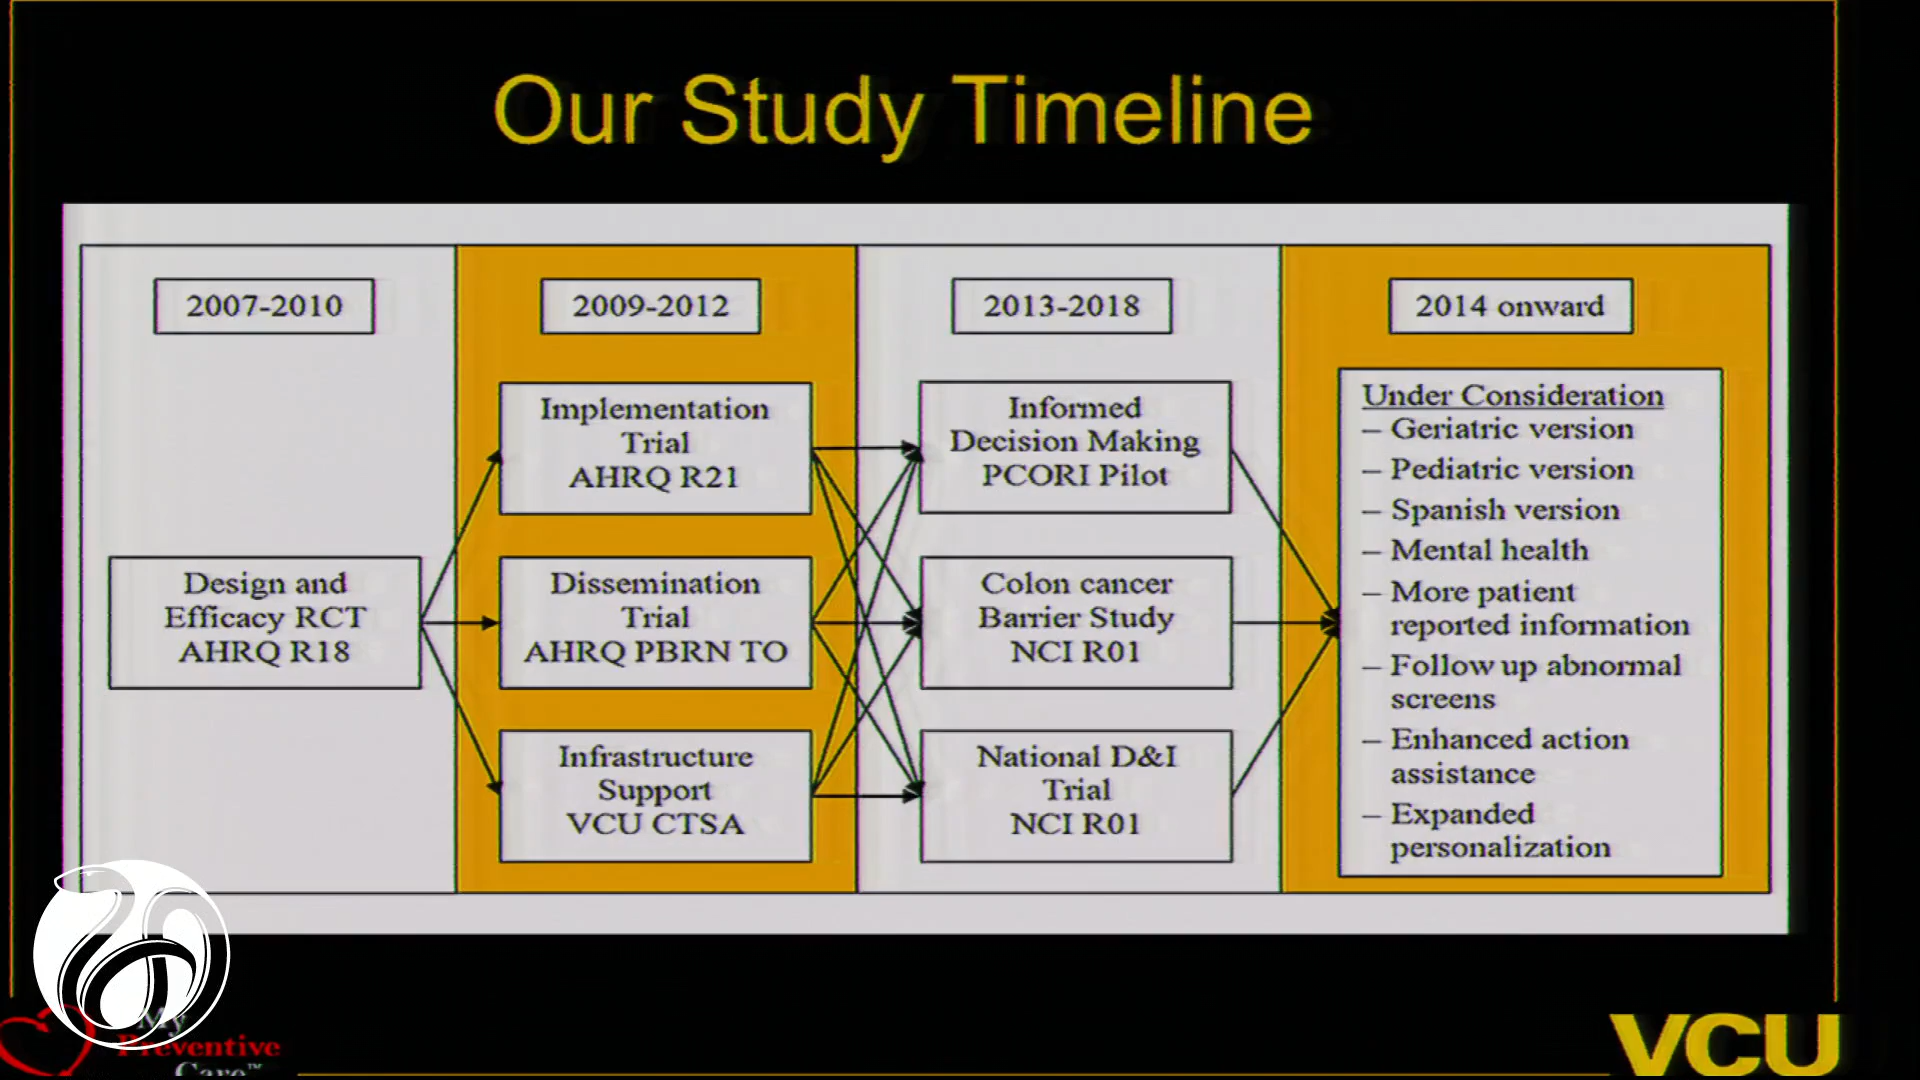 Our Study Timeline
2007-2010
2009-2012
2013-2018
2014 onward
Design and
Efficacy RCT
AHRQ R18
Implementation
Trial
AHRQ R21
Dissemination
Trial
AHRQ PBRN TO
Infrastructure
Support
VCU CTSA
Informed
Decision Making
PCORI Pilot
Colon cancer
Barrier Study
NCI R01
National D&I
Trial
NCI R01
Under Consideration
– Geriatric version
– Pediatric version
– Spanish version
– Mental health
– More patient
reported information
– Follow up abnormal
screens
– Enhanced action
assistance
– Expanded
personalization
My
Preventive
Care™
VCU